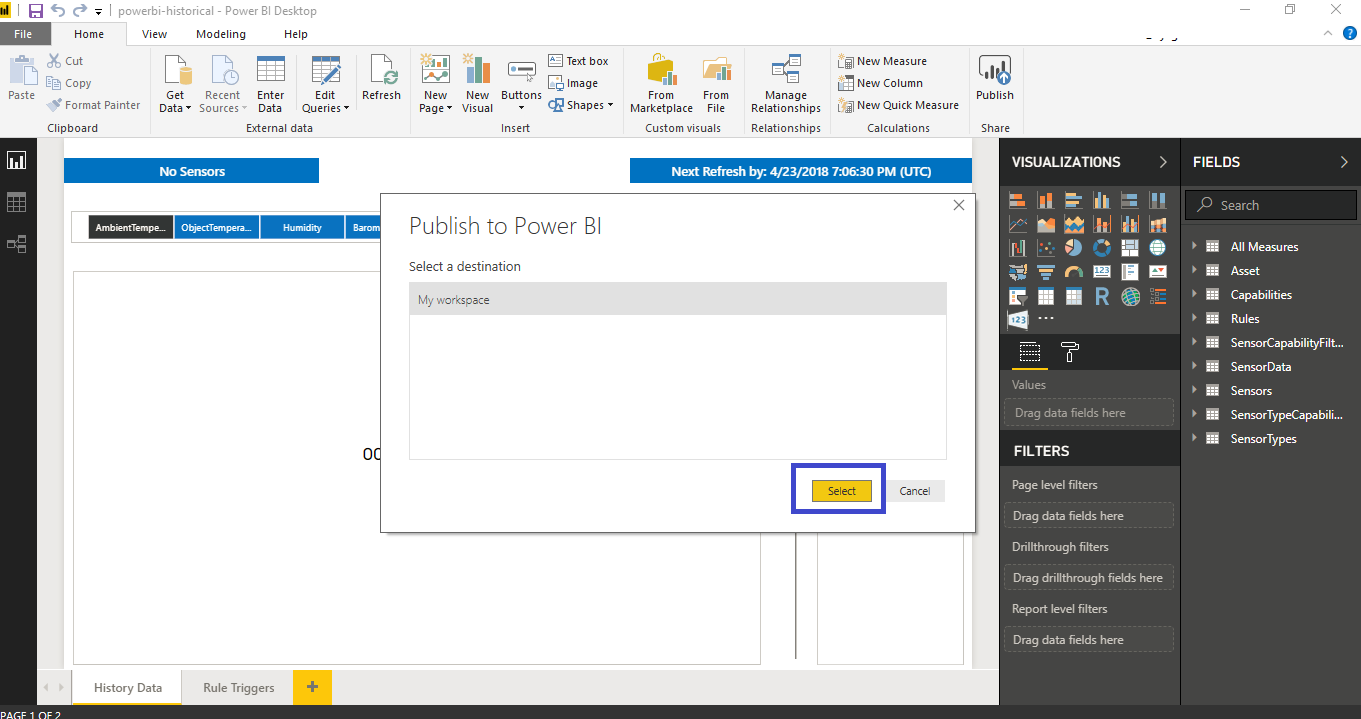 powerbi-historical - Power BI Desktop
File Home View Modeling Help
Paste
Cut
Copy
Format Painter
Clipboard
Get Data
Recent Sources
Enter Data
Edit Queries
Refresh
External data
New Page
New Visual
Buttons
Text box
Image
Shapes
Insert
From Marketplace
From File
Custom visuals
Manage Relationships
Relationships
New Measure
New Column
New Quick Measure
Calculations
Publish
Share
No Sensors
Next Refresh by: 4/23/2018 7:06:30 PM (UTC)
AmbientTempe... ObjectTempera... Humidity Barom
Publish to Power BI
Select a destination
My workspace
Select Cancel
VISUALIZATIONS
Values
Drag data fields here
FILTERS
Page level filters
Drag data fields here
Drillthrough filters
Drag drillthrough fields here
Report level filters
Drag data fields here
FIELDS
Search
All Measures
Asset
Capabilities
Rules
SensorCapabilityFilt...
SensorData
Sensors
SensorTypeCapabili...
SensorTypes
History Data Rule Triggers +
PAGE 1 OF 2